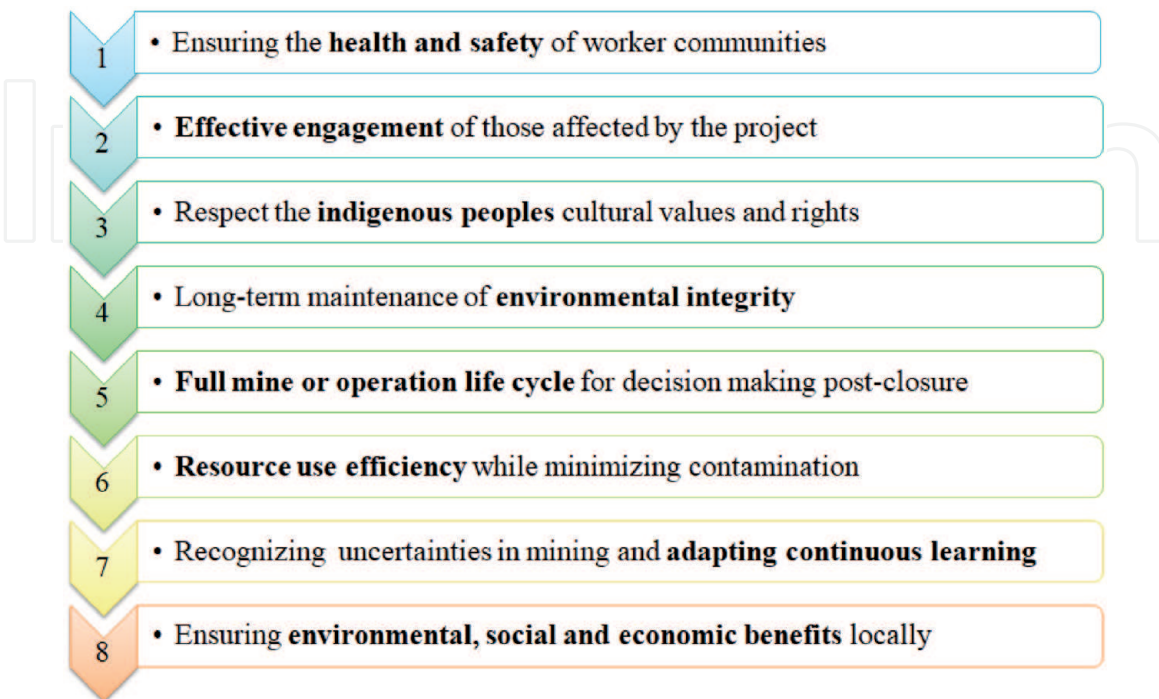 1
• Ensuring the health and safety of worker communities
2
• Effective engagement of those affected by the project
3
• Respect the indigenous peoples cultural values and rights
4
• Long-term maintenance of environmental integrity
5
• Full mine or operation life cycle for decision making post-closure
6
• Resource use efficiency while minimizing contamination
7
• Recognizing uncertainties in mining and adapting continuous learning
8
• Ensuring environmental, social and economic benefits locally